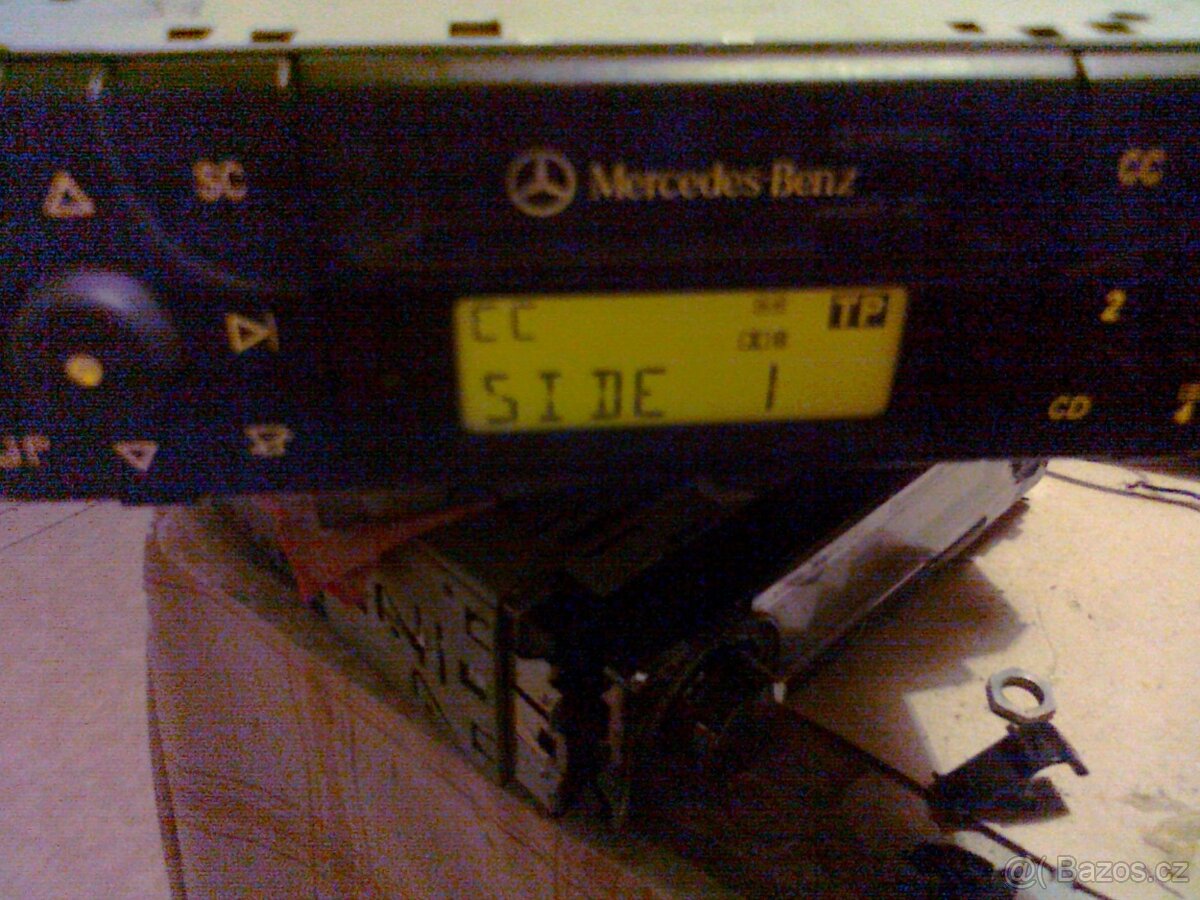 SC
Mercedes-Benz
CC
CC
TP
2
SIDE 1
CD
Bazos.cz